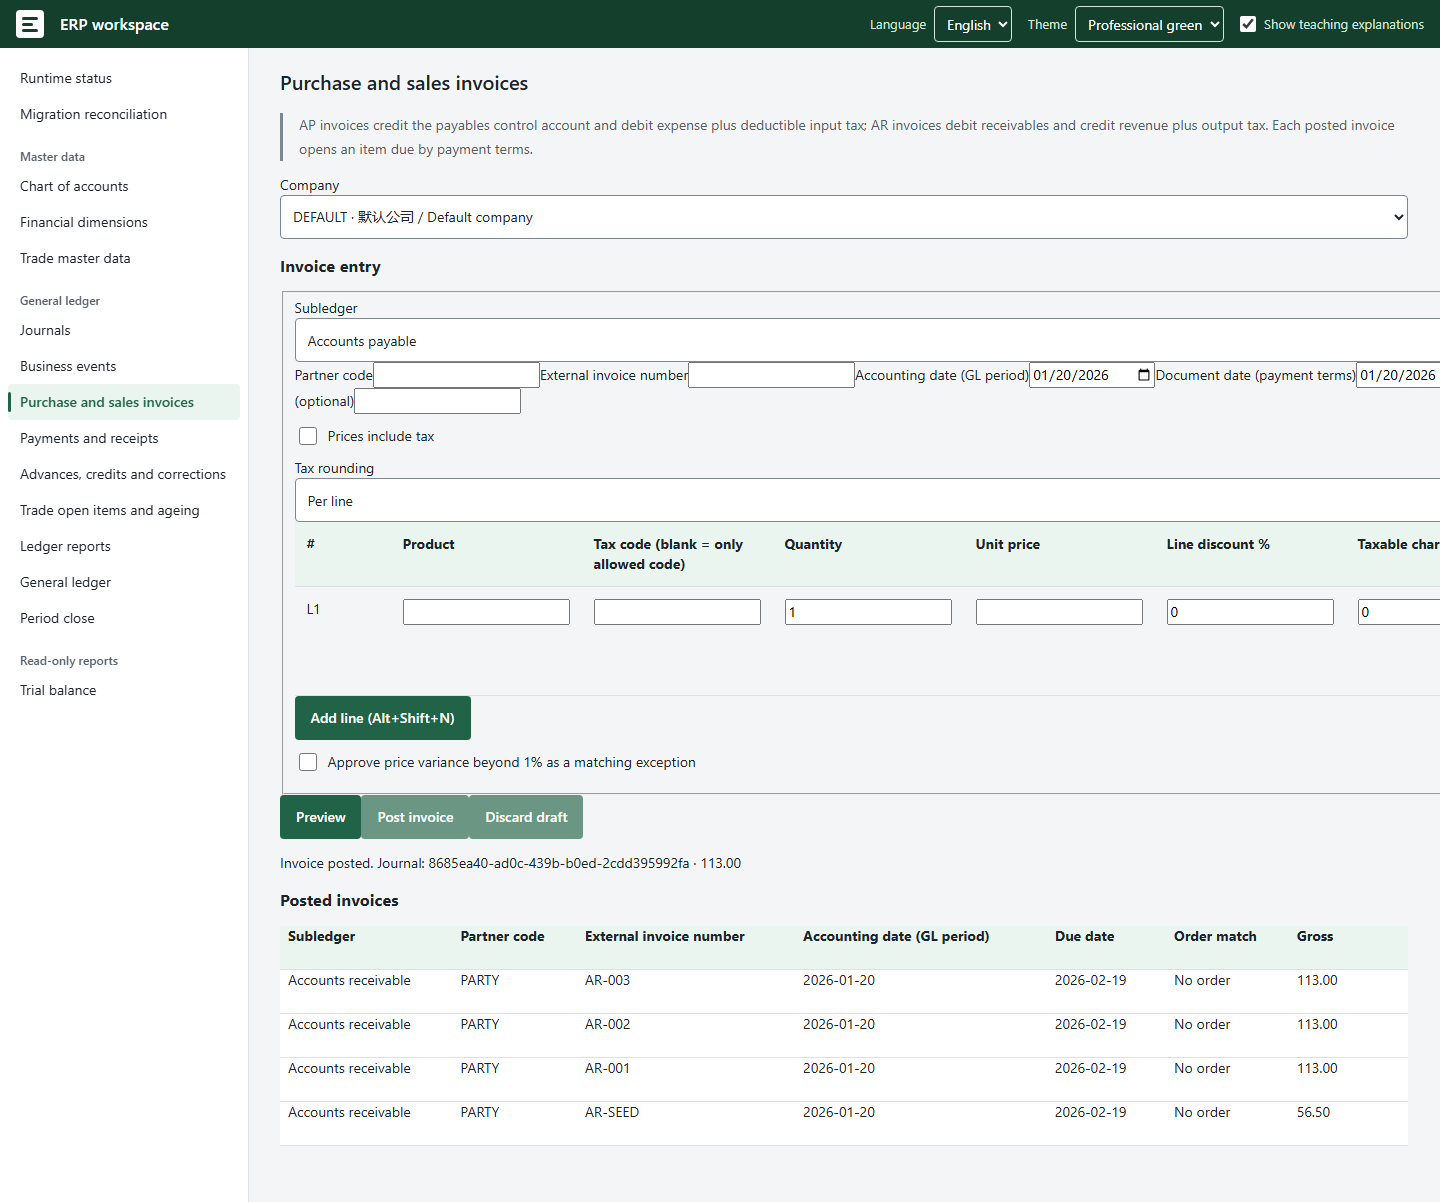 ERP workspace
Language English Theme Professional green Show teaching explanations
Runtime status
Migration reconciliation
Master data
Chart of accounts
Financial dimensions
Trade master data
General ledger
Journals
Business events
Purchase and sales invoices
Payments and receipts
Advances, credits and corrections
Trade open items and ageing
Ledger reports
General ledger
Period close
Read-only reports
Trial balance
Purchase and sales invoices
AP invoices credit the payables control account and debit expense plus deductible input tax; AR invoices debit receivables and credit revenue plus output tax. Each posted invoice
opens an item due by payment terms.
Company
DEFAULT · 默认公司 / Default company
Invoice entry
Subledger
Accounts payable
Partner code External invoice number Accounting date (GL period) 01/20/2026 Document date (payment terms) 01/20/2026
(optional)
Prices include tax
Tax rounding
Per line
# Product Tax code (blank = only Quantity Unit price Line discount % Taxable char
allowed code)
L1 1 0 0
Add line (Alt+Shift+N)
Approve price variance beyond 1% as a matching exception
Preview Post invoice Discard draft
Invoice posted. Journal: 8685ea40-ad0c-439b-b0ed-2cdd395992fa · 113.00
Posted invoices
Subledger Partner code External invoice number Accounting date (GL period) Due date Order match Gross
Accounts receivable PARTY AR-003 2026-01-20 2026-02-19 No order 113.00
Accounts receivable PARTY AR-002 2026-01-20 2026-02-19 No order 113.00
Accounts receivable PARTY AR-001 2026-01-20 2026-02-19 No order 113.00
Accounts receivable PARTY AR-SEED 2026-01-20 2026-02-19 No order 56.50